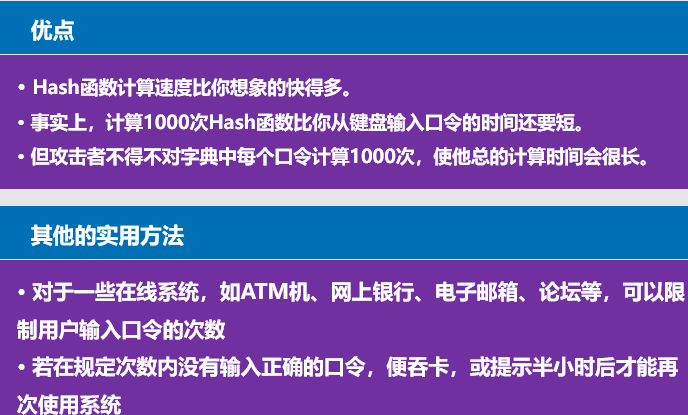 优点
• Hash函数计算速度比你想象的快得多。
• 事实上，计算1000次Hash函数比你从键盘输入口令的时间还要短。
• 但攻击者不得不对字典中每个口令计算1000次，使他总的计算时间会很长。
其他的实用方法
• 对于一些在线系统，如ATM机、网上银行、电子邮箱、论坛等，可以限
制用户输入口令的次数
• 若在规定次数内没有输入正确的口令，便吞卡，或提示半小时后才能再
次使用系统